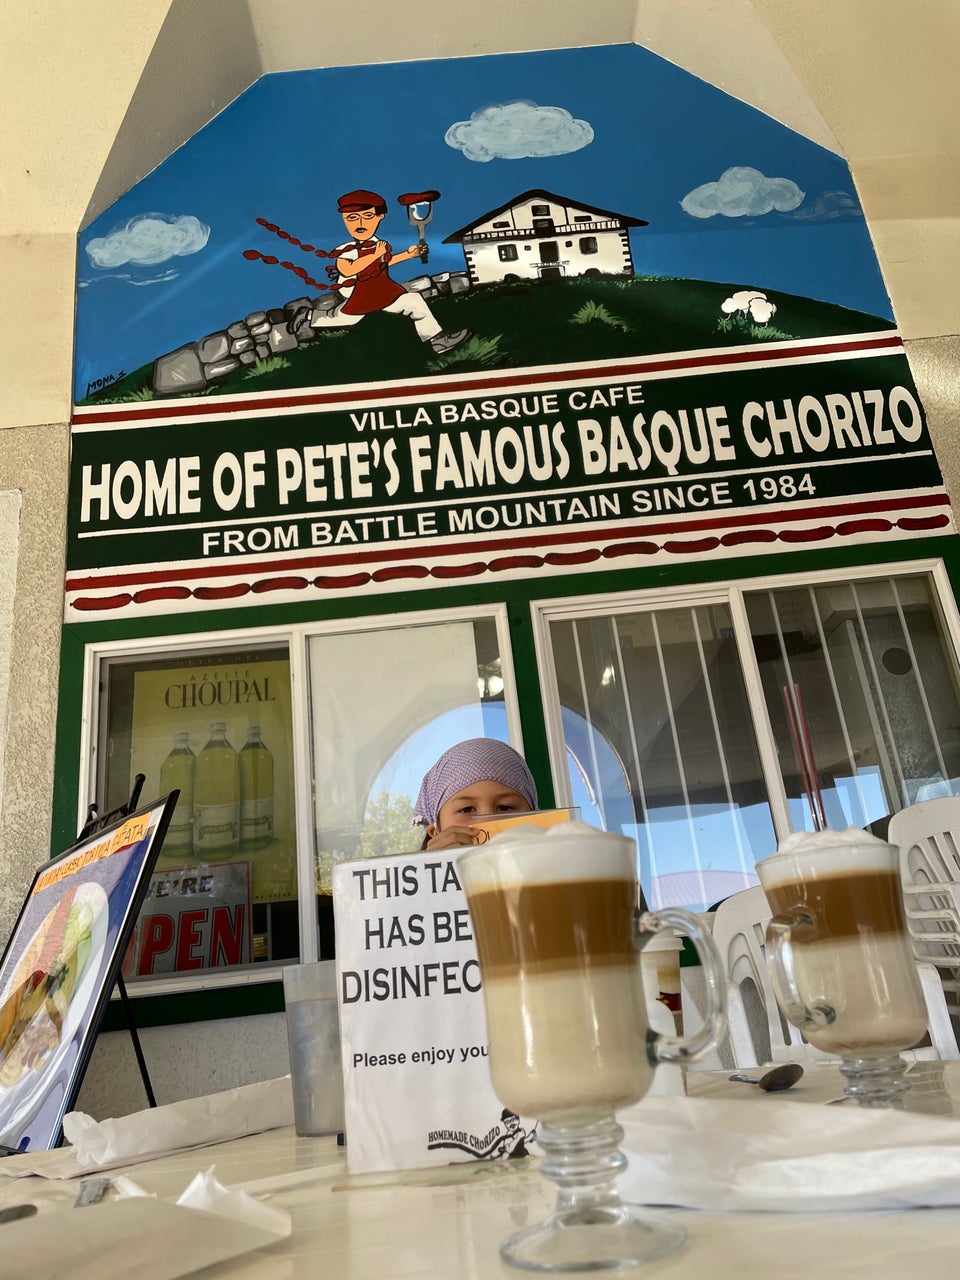 MONA S
VILLA BASQUE CAFE
HOME OF PETE'S FAMOUS BASQUE CHORIZO
FROM BATTLE MOUNTAIN SINCE 1984
AZEITE
CHOUPAL
WE'RE
OPEN
THIS TA
HAS BE
DISINFEC
Please enjoy you
HOMEMADE CHORIZO